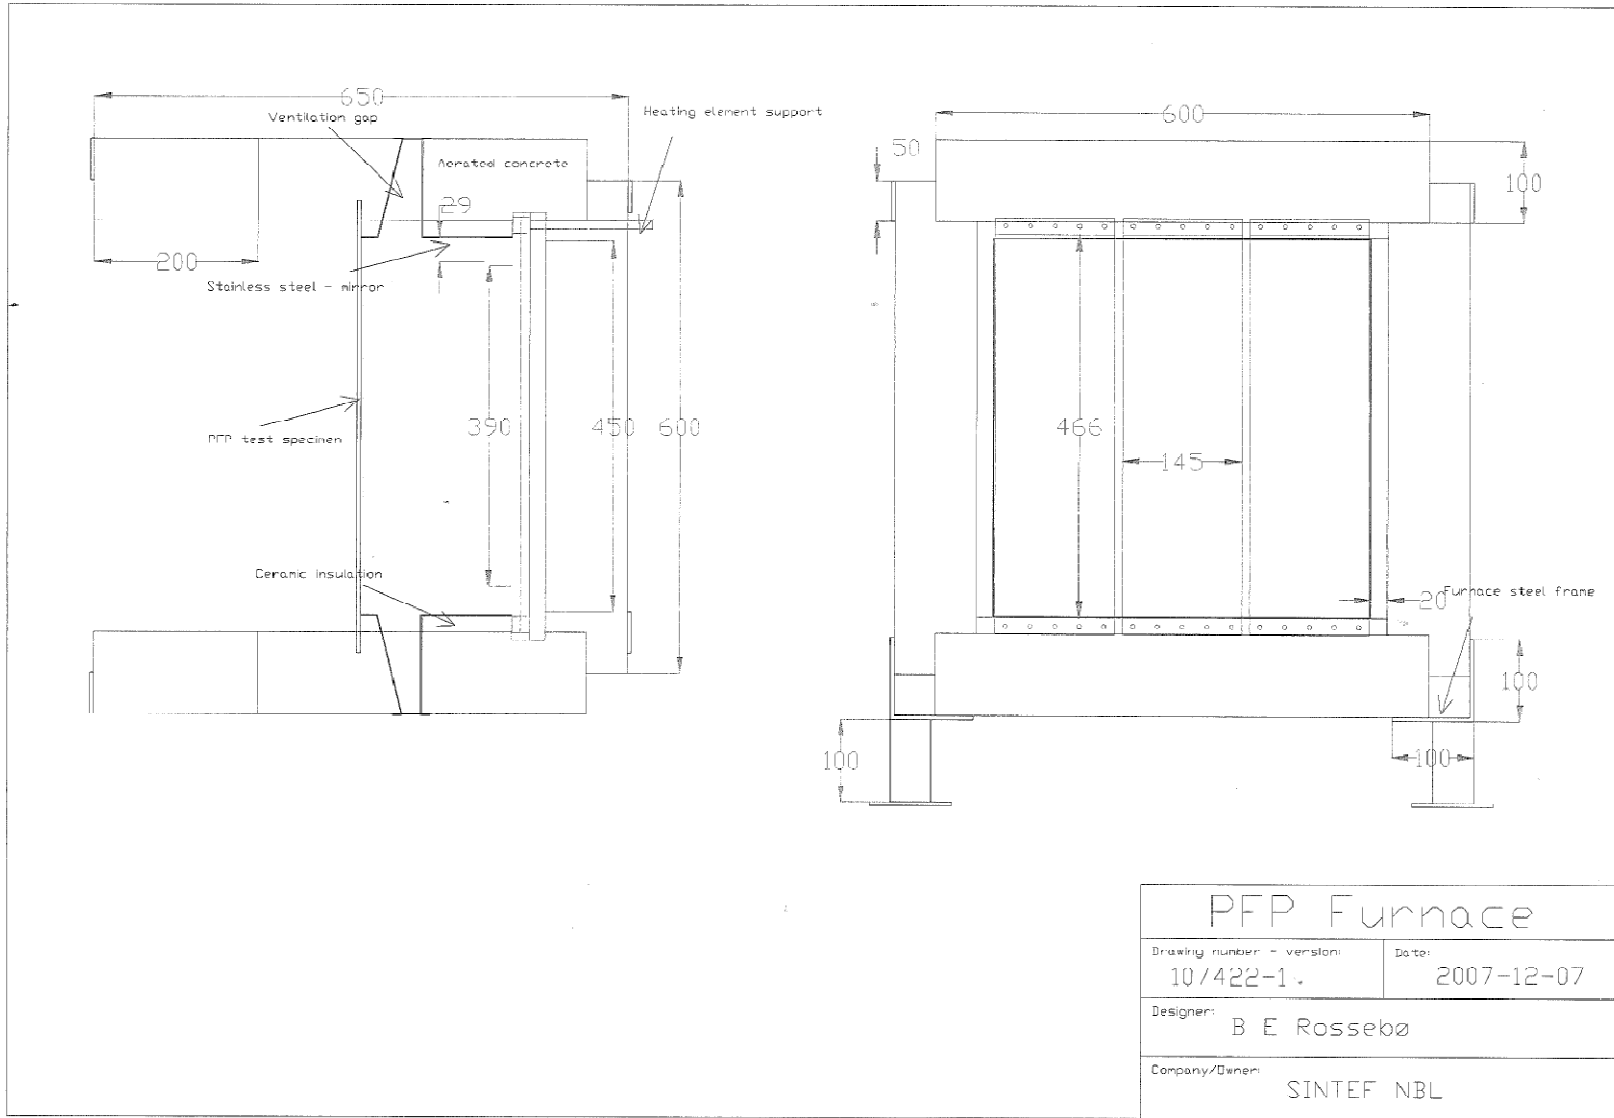 650
Ventilation gap
Heating element support
Aerated concrete
29
200
Stainless steel - mirror
390
450
600
PFP test specimen
Ceramic insulation
600
50
100
466
145
20
Furnace steel frame
100
100
100
PFP Furnace
Drawing number - version:
Date:
107422-1
2007-12-07
Designer:
B E Rossebø
Company/Owner:
SINTEF NBL